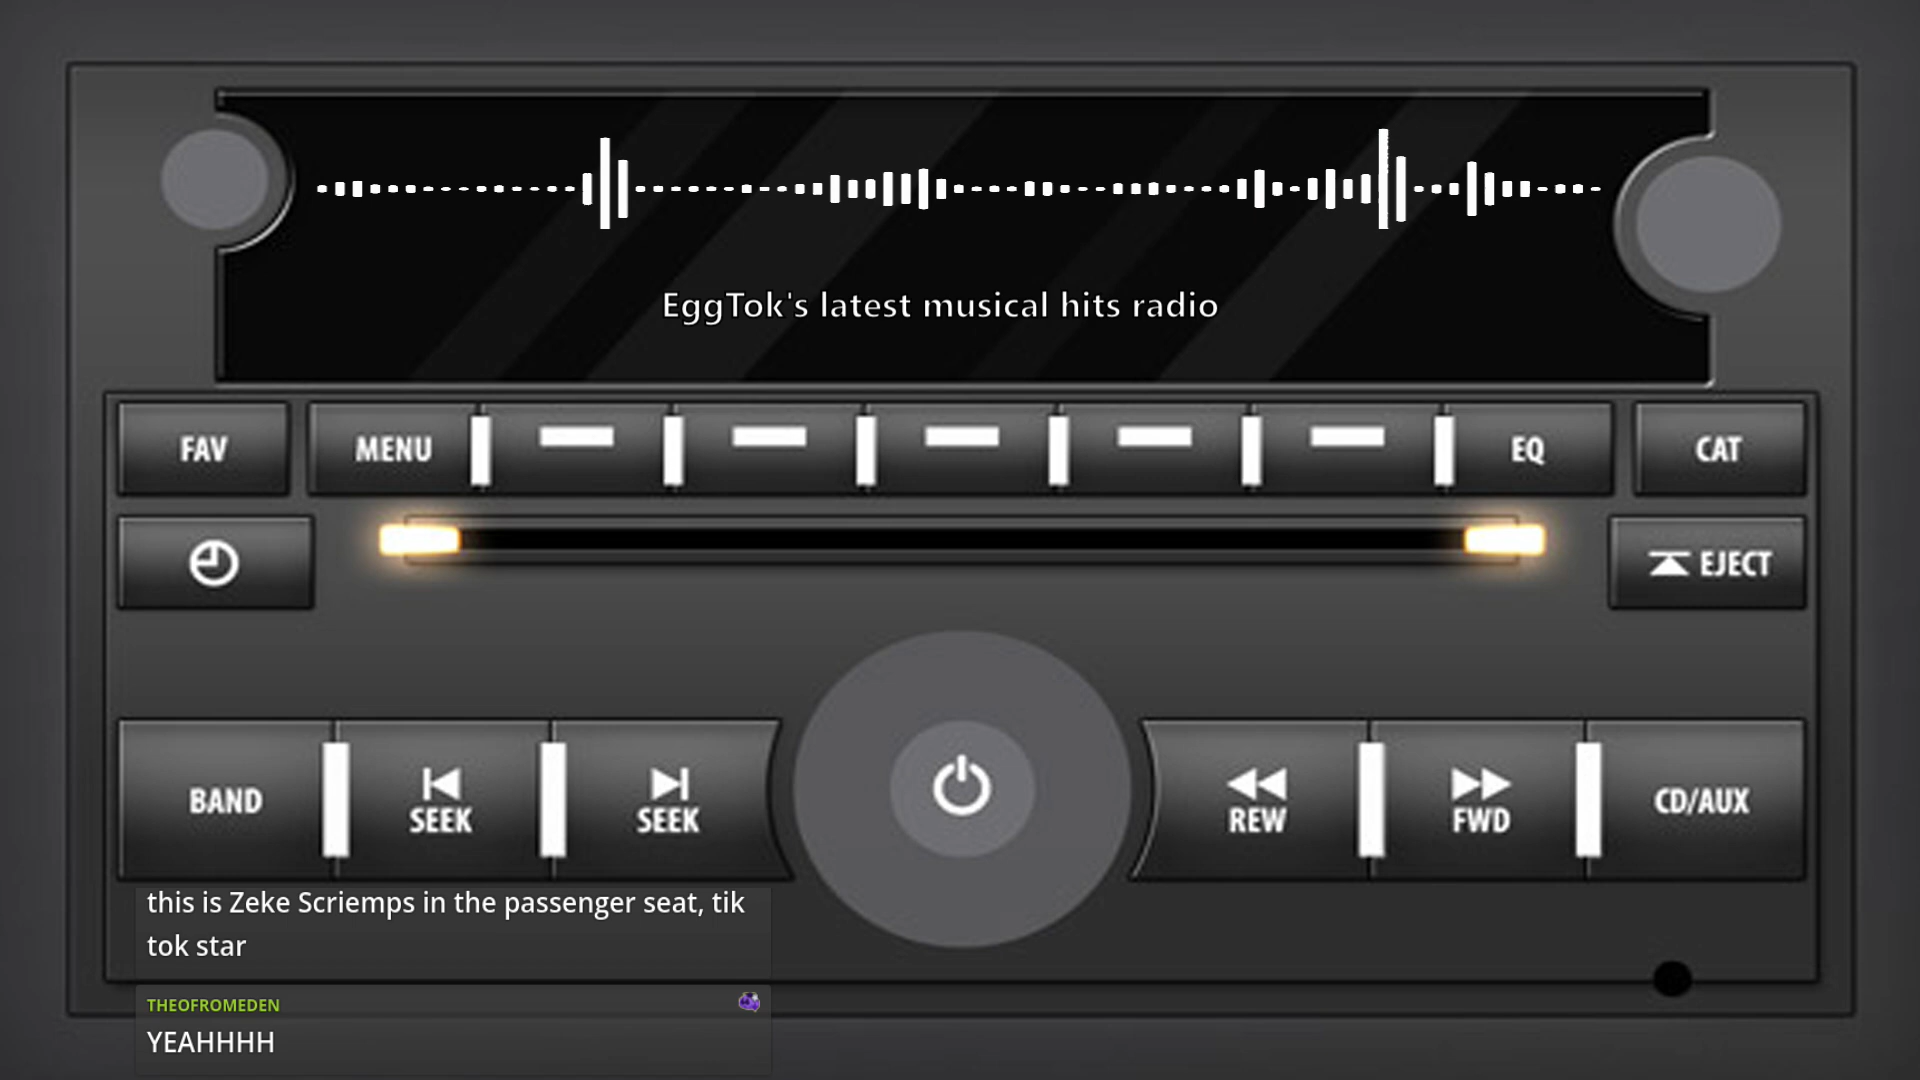 EggTok's latest musical hits radio
FAV
MENU
EQ
CAT
EJECT
BAND
SEEK
SEEK
REW
FWD
CD/AUX
this is Zeke Scriemps in the passenger seat, tik
tok star
THEOFROMEDEN
YEAHHHH